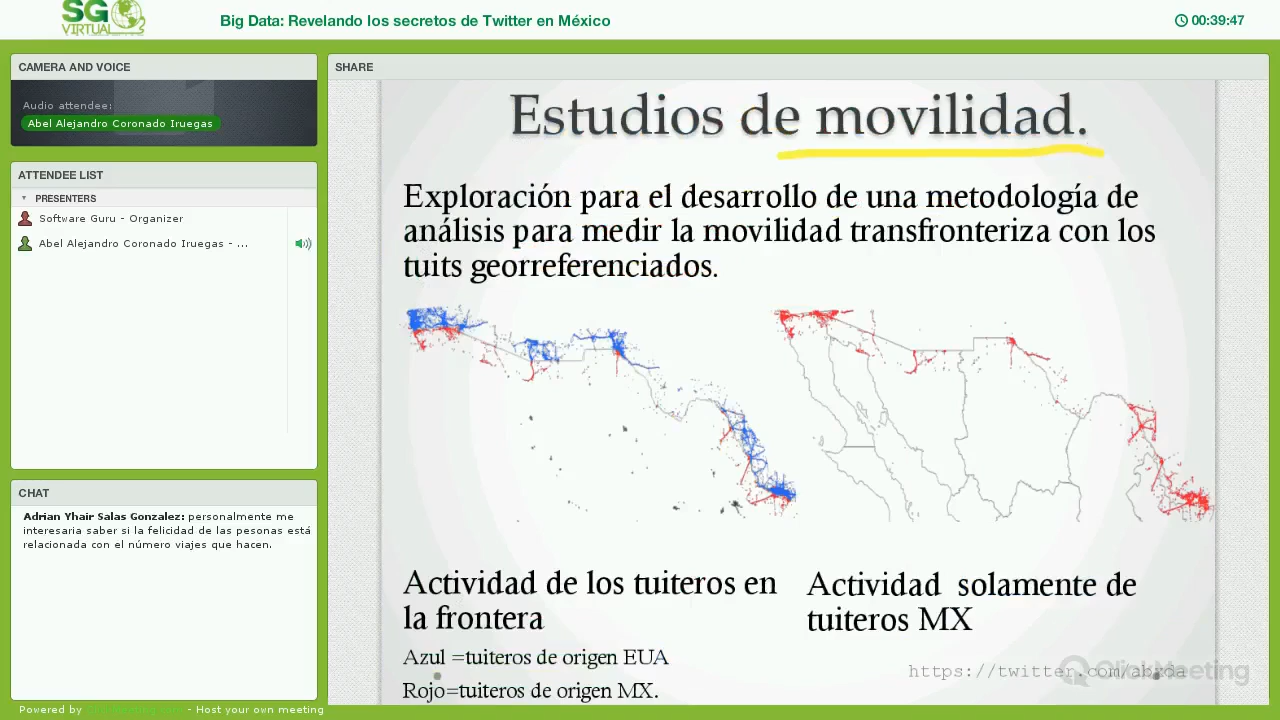 SG
VIRTUAL
Big Data: Revelando los secretos de Twitter en México
00:39:47
CAMERA AND VOICE
Audio attendee:
Abel Alejandro Coronado Iruegas
ATTENDEE LIST
PRESENTERS
Software Guru - Organizer
Abel Alejandro Coronado Iruegas - ...
CHAT
Adrian Yhair Salas Gonzalez: personalmente me
interesaria saber si la felicidad de las pesonas está
relacionada con el número viajes que hacen.
SHARE
Estudios de movilidad.
Exploración para el desarrollo de una metodología de
análisis para medir la movilidad transfronteriza con los
tuits georreferenciados.
Actividad de los tuiteros en
la frontera
Azul =tuiteros de origen EUA
Rojo=tuiteros de origen MX.
Actividad solamente de
tuiteros MX
ClickMeeting
Powered by ClickMeeting.com - Host your own meeting